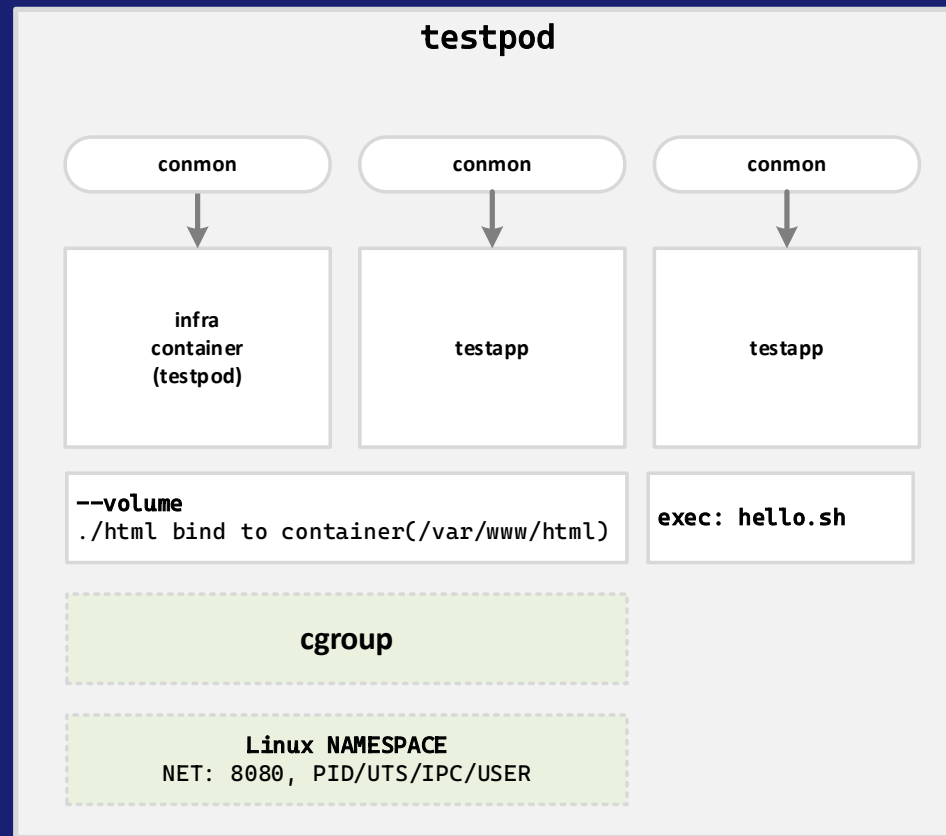 testpod
conmon
conmon
conmon
infra
container
(testpod)
testapp
testapp
--volume
./html bind to container(/var/www/html)
exec: hello.sh
cgroup
Linux NAMESPACE
NET: 8080, PID/UTS/IPC/USER